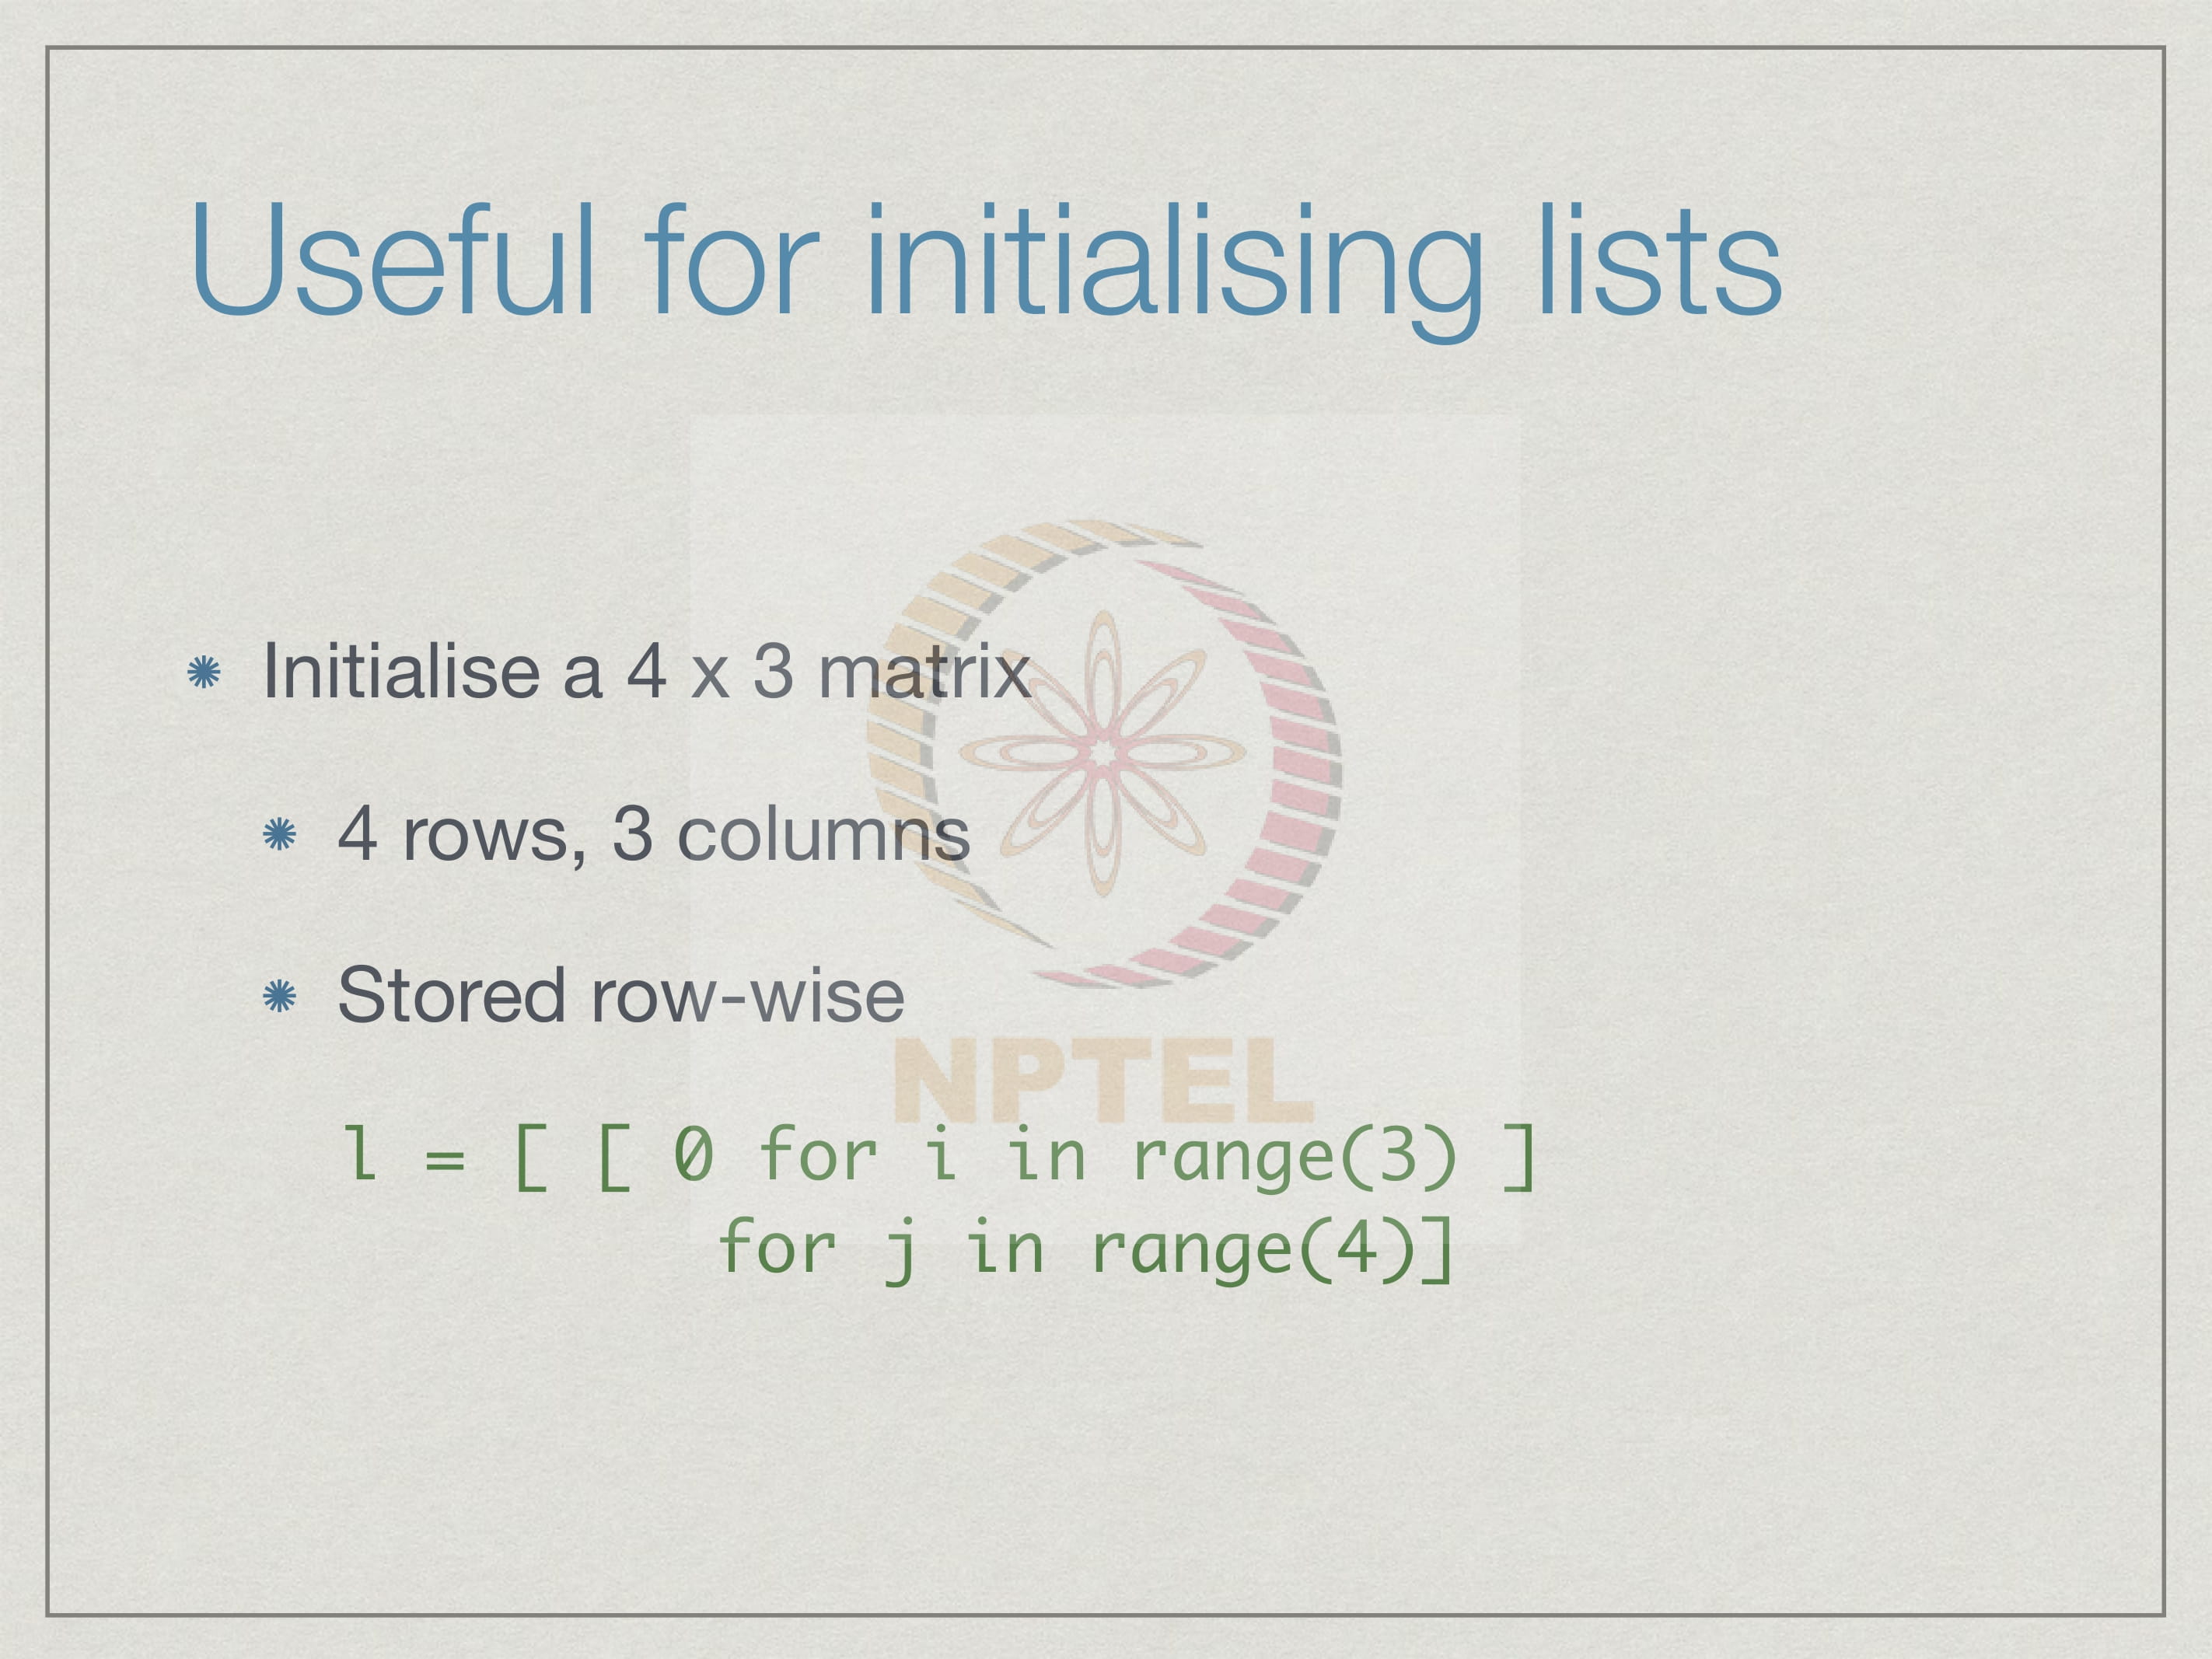 Useful for initialising lists
Initialise a 4 x 3 matrix
4 rows, 3 columns
Stored row-wise
NPTEL
l = [ [ 0 for i in range(3) ]
for j in range(4)]